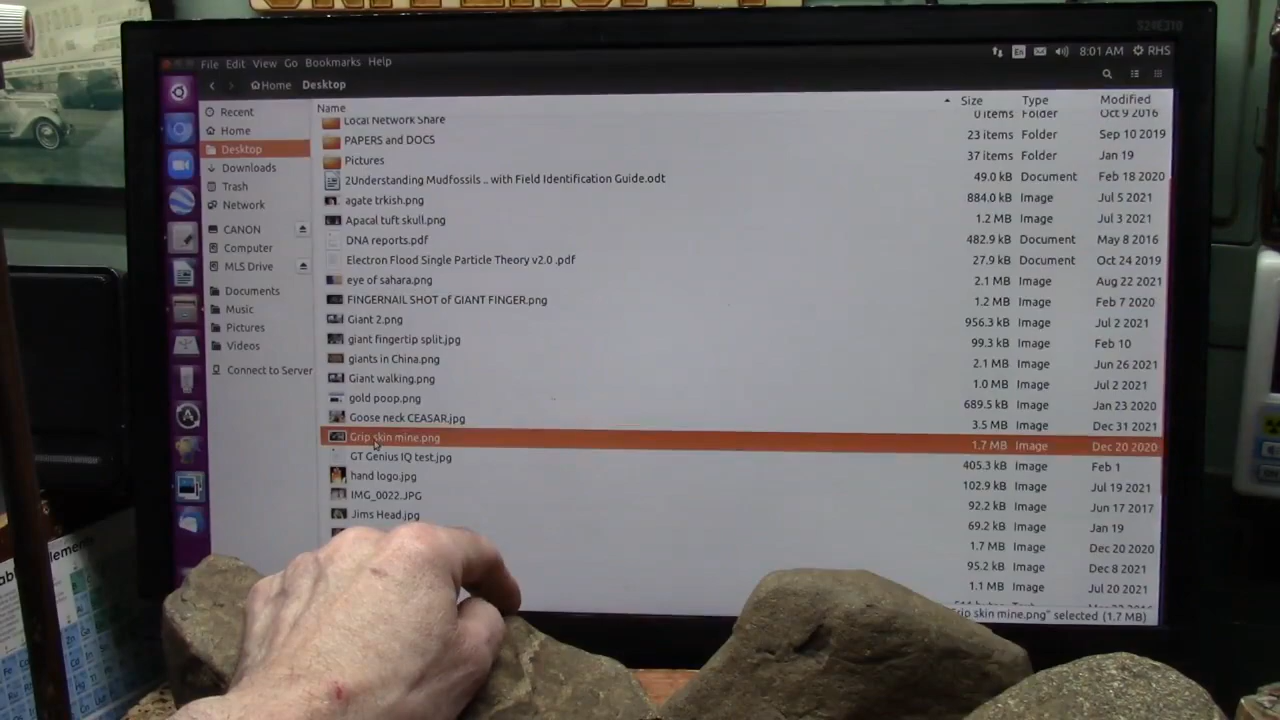 UNIVERSITY
S24E310
File Edit View Go Bookmarks Help
En 8:01 AM RHS
Home Desktop
Name Size Type Modified
Recent
Home
Desktop
Downloads
Trash
Network
CANON
Computer
MLS Drive
Documents
Music
Pictures
Videos
Connect to Server
Local Network Share 0 items Folder Oct 9 2016
PAPERS and DOCS 23 items Folder Sep 10 2019
Pictures 37 items Folder Jan 19
2Understanding Mudfossils .. with Field Identification Guide.odt 49.0 kB Document Feb 18 2020
agate trkish.png 884.0 kB Image Jul 5 2021
Apacal tuft skull.png 1.2 MB Image Jul 3 2021
DNA reports.pdf 482.9 kB Document May 8 2016
Electron Flood Single Particle Theory v2.0 .pdf 27.9 kB Document Oct 24 2019
eye of sahara.png 2.1 MB Image Aug 22 2021
FINGERNAIL SHOT of GIANT FINGER.png 1.2 MB Image Feb 7 2020
Giant 2.png 956.3 kB Image Jul 2 2021
giant fingertip split.jpg 99.3 kB Image Feb 10
giants in China.png 2.1 MB Image Jun 26 2021
Giant walking.png 1.0 MB Image Jul 2 2021
gold poop.png 689.5 kB Image Jan 23 2020
Goose neck CEASAR.jpg 3.5 MB Image Dec 31 2021
Grip skin mine.png 1.7 MB Image Dec 20 2020
GT Genius IQ test.jpg 405.3 kB Image Feb 1
hand logo.jpg 102.9 kB Image Jul 19 2021
IMG_0022.JPG 92.2 kB Image Jun 17 2017
Jims Head.jpg 69.2 kB Image Jan 19
1.7 MB Image Dec 20 2020
95.2 kB Image Dec 8 2021
1.1 MB Image Jul 20 2021
rip skin mine.png" selected (1.7 MB)